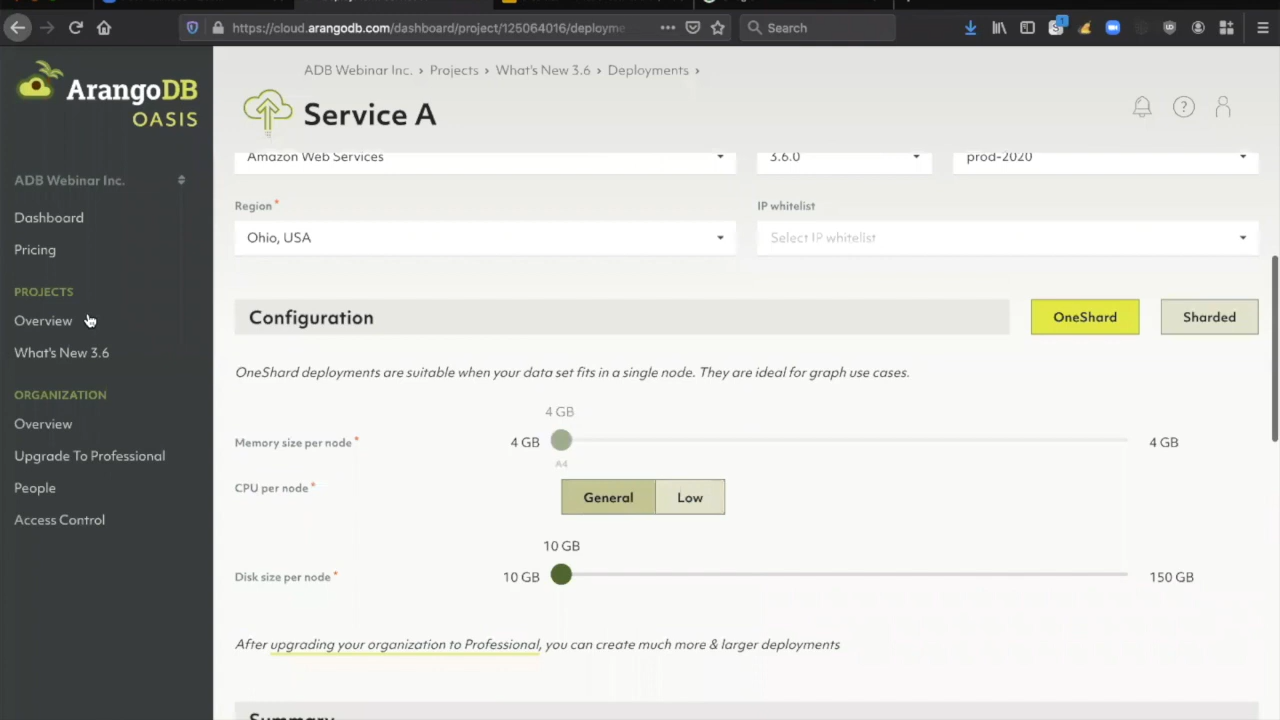 https://cloud.arangodb.com/dashboard/project/125064016/deployme
Search
1
ArangoDB
OASIS
ADB Webinar Inc.
Dashboard
Pricing
PROJECTS
Overview
What's New 3.6
ORGANIZATION
Overview
Upgrade To Professional
People
Access Control
ADB Webinar Inc. › Projects › What's New 3.6 › Deployments ›
Service A
Amazon Web Services
3.6.0
prod-2020
Region *
IP whitelist
Ohio, USA
Select IP whitelist
Configuration
OneShard
Sharded
OneShard deployments are suitable when your data set fits in a single node. They are ideal for graph use cases.
4 GB
Memory size per node *
4 GB
4 GB
A4
CPU per node *
General
Low
10 GB
Disk size per node *
10 GB
150 GB
After upgrading your organization to Professional, you can create much more & larger deployments
Summary